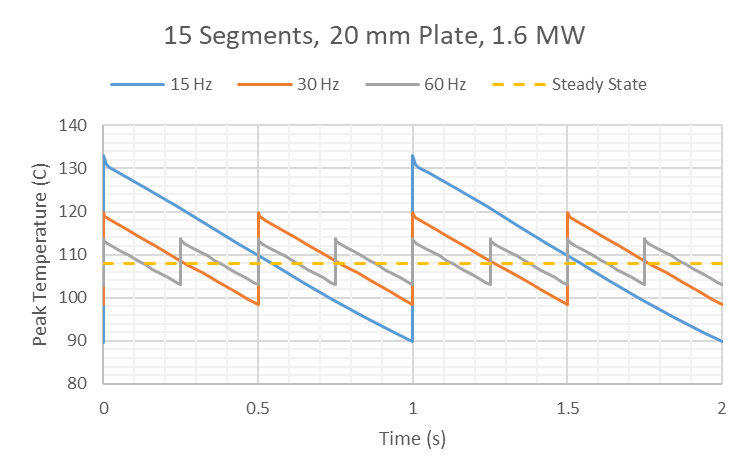 15 Segments, 20 mm Plate, 1.6 MW
15 Hz 30 Hz 60 Hz Steady State
140
130
120
110
100
90
80
Peak Temperature (C)
0 0.5 1 1.5 2
Time (s)